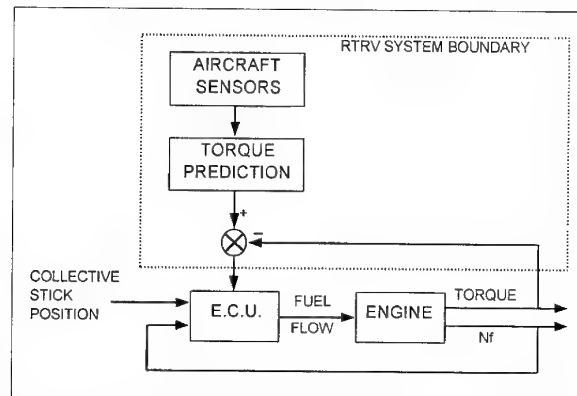 RTRV SYSTEM BOUNDARY
AIRCRAFT
SENSORS
TORQUE
PREDICTION
+
−
COLLECTIVE
STICK
POSITION
E.C.U.
FUEL
FLOW
ENGINE
TORQUE
Nf